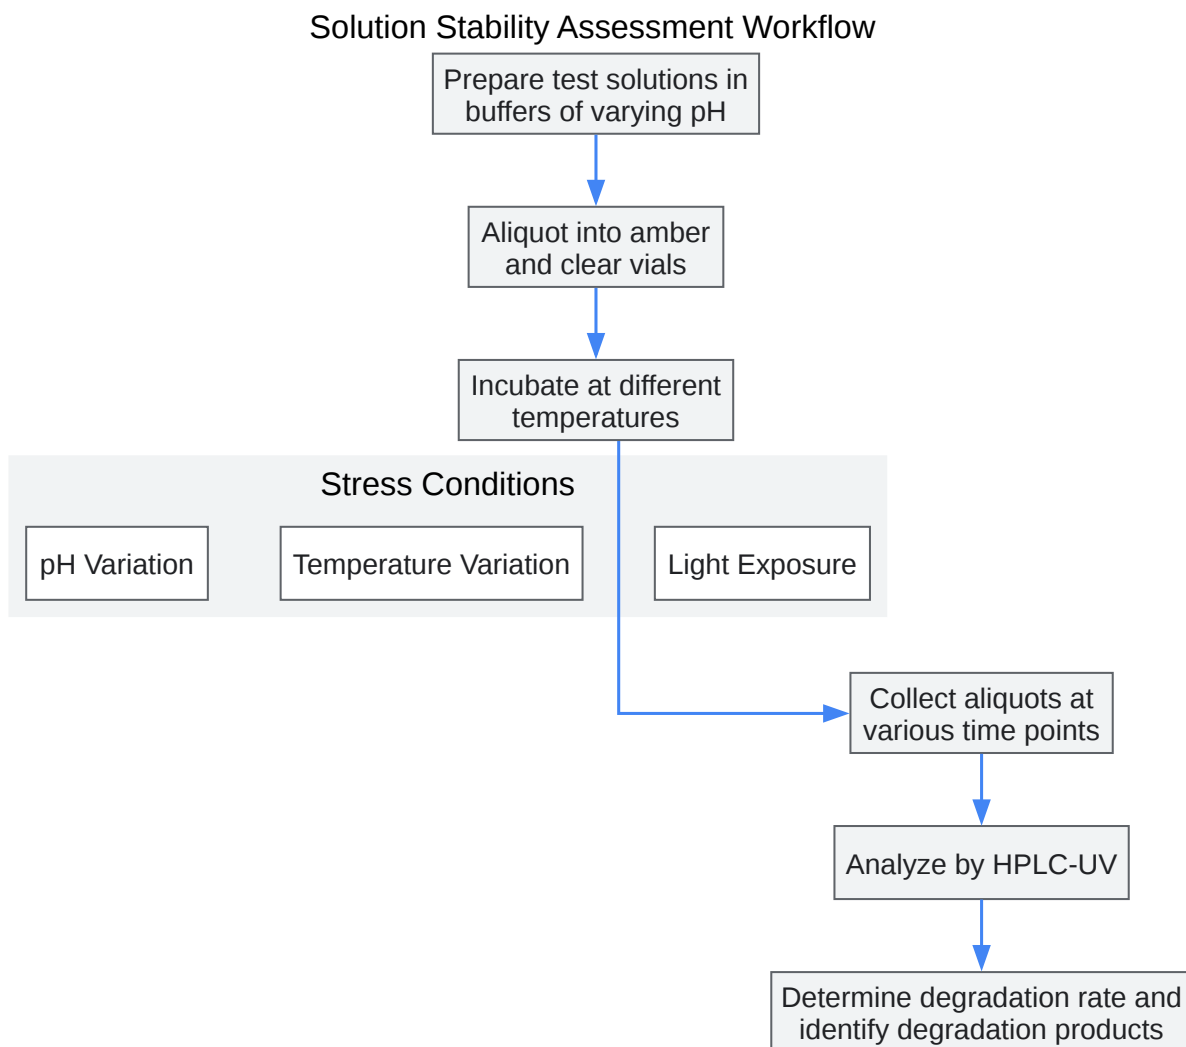 Solution Stability Assessment Workflow
Prepare test solutions in
buffers of varying pH
Aliquot into amber
and clear vials
Incubate at different
temperatures
Stress Conditions
pH Variation
Temperature Variation
Light Exposure
Collect aliquots at
various time points
Analyze by HPLC-UV
Determine degradation rate and
identify degradation products